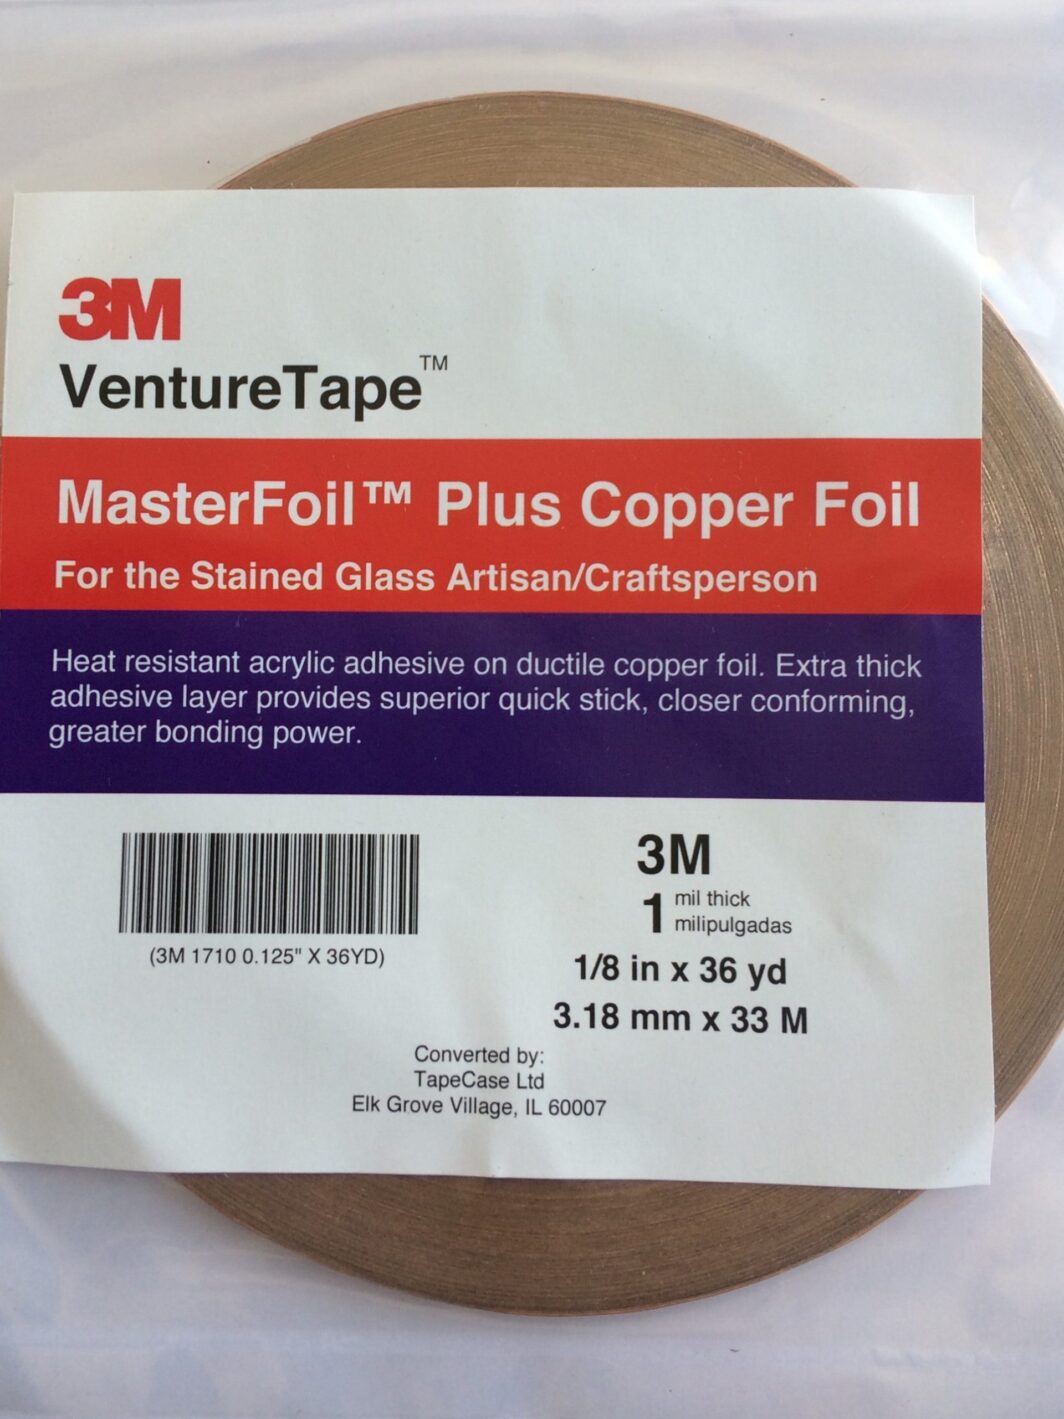 3M
VentureTape™
MasterFoil™ Plus Copper Foil
For the Stained Glass Artisan/Craftsperson
Heat resistant acrylic adhesive on ductile copper foil. Extra thick
adhesive layer provides superior quick stick, closer conforming,
greater bonding power.
(3M 1710 0.125" X 36YD)
3M
1 mil thick
milipulgadas
1/8 in x 36 yd
3.18 mm x 33 M
Converted by:
TapeCase Ltd
Elk Grove Village, IL 60007